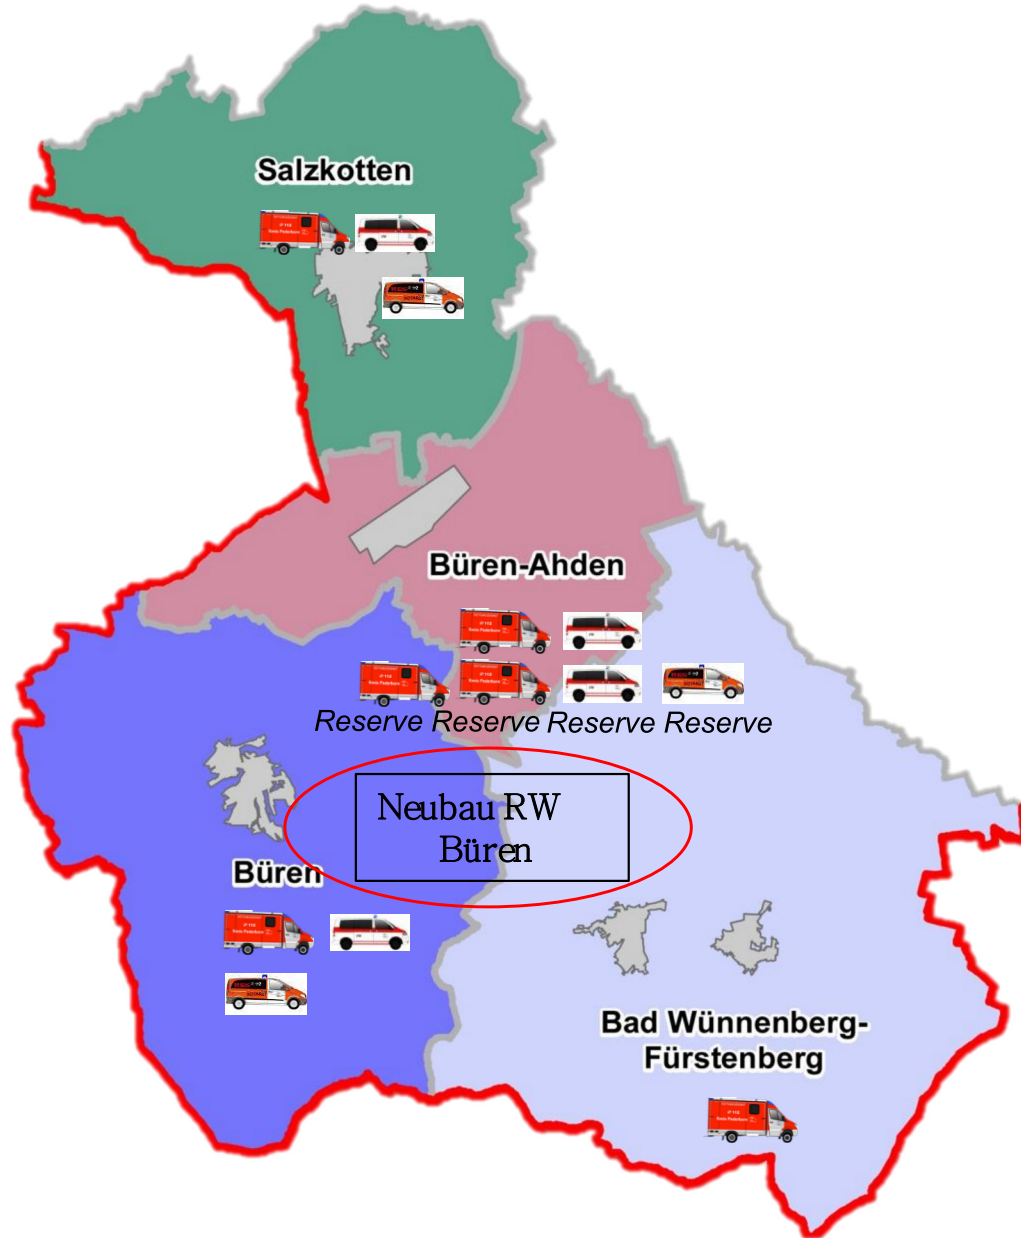 Salzkotten
Büren-Ahden
Reserve Reserve Reserve Reserve
Neubau RW
Büren
Büren
Bad Wünnenberg-
Fürstenberg